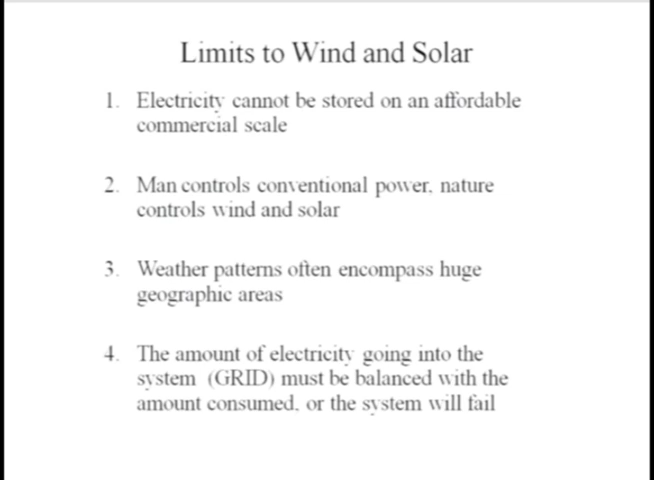 Limits to Wind and Solar
1. Electricity cannot be stored on an affordable
commercial scale
2. Man controls conventional power, nature
controls wind and solar
3. Weather patterns often encompass huge
geographic areas
4. The amount of electricity going into the
system (GRID) must be balanced with the
amount consumed, or the system will fail